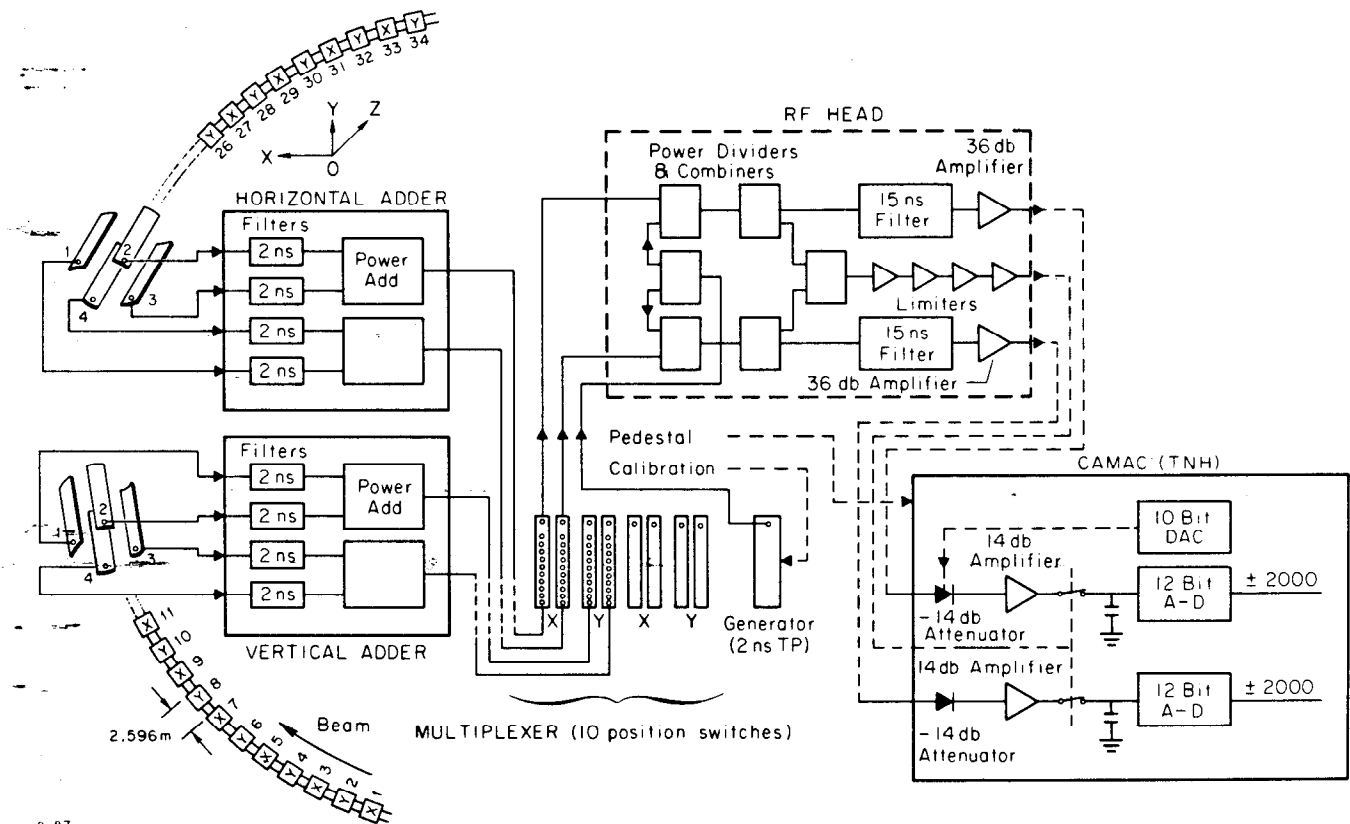 Y X Y X Y X Y X Y
26 27 28 29 30 31 32 33 34
Y
Z
X
O
HORIZONTAL ADDER
Filters
2 ns
2 ns
2 ns
2 ns
Power
Add
1
2
3
4
VERTICAL ADDER
Filters
2 ns
2 ns
2 ns
2 ns
Power
Add
1
2
3
4
X Y X Y X Y X Y X Y X
11 10 9 8 7 6 5 4 3 2 1
2.596m
Beam
RF HEAD
Power Dividers
& Combiners
36 db
Amplifier
15 ns
Filter
Limiters
15 ns
Filter
36 db Amplifier
Pedestal
Calibration
X Y X Y
Generator
(2 ns TP)
MULTIPLEXER (10 position switches)
CAMAC (TNH)
10 Bit
DAC
14 db
Amplifier
12 Bit
A-D
± 2000
-14 db
Attenuator
14 db Amplifier
12 Bit
A-D
± 2000
-14 db
Attenuator